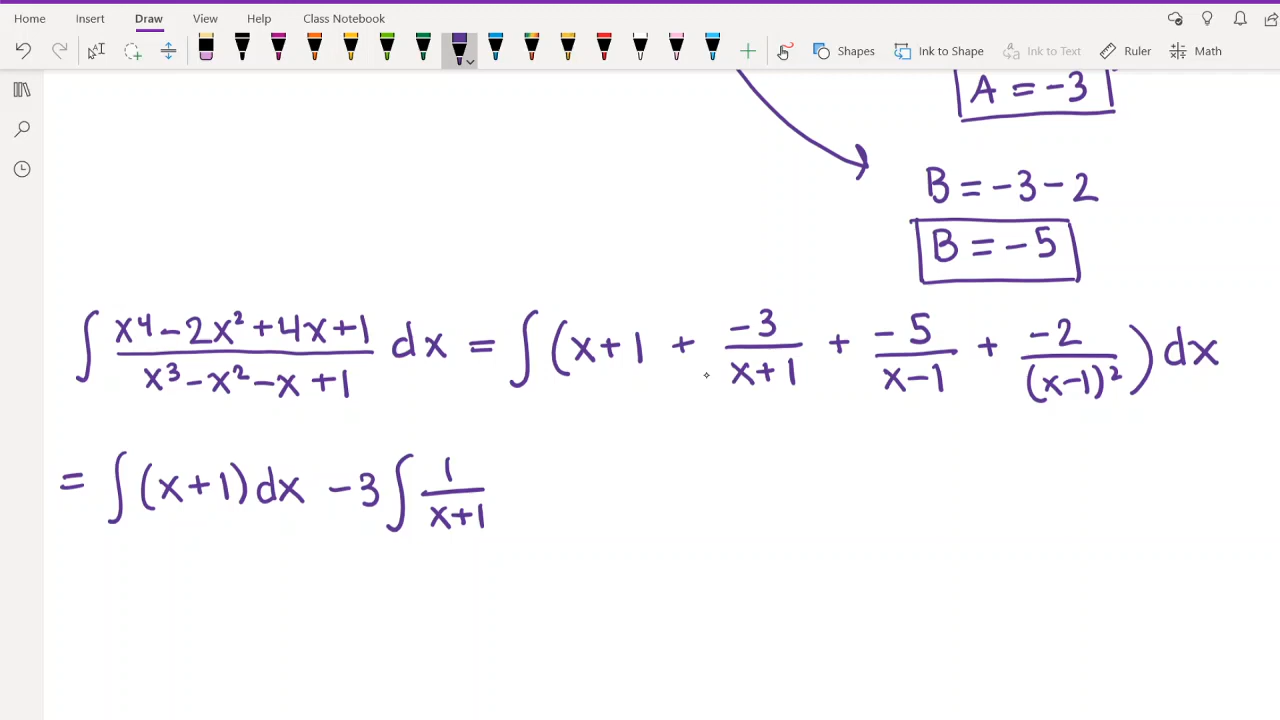 Home Insert Draw View Help Class Notebook
Shapes Ink to Shape Ink to Text Ruler Math
A = -3
B = -3 - 2
B = -5
∫ (x⁴ - 2x² + 4x + 1)/(x³ - x² - x + 1) dx = ∫ (x + 1 + (-3)/(x + 1) + (-5)/(x - 1) + (-2)/(x - 1)²) dx
= ∫ (x + 1) dx - 3 ∫ 1/(x + 1)